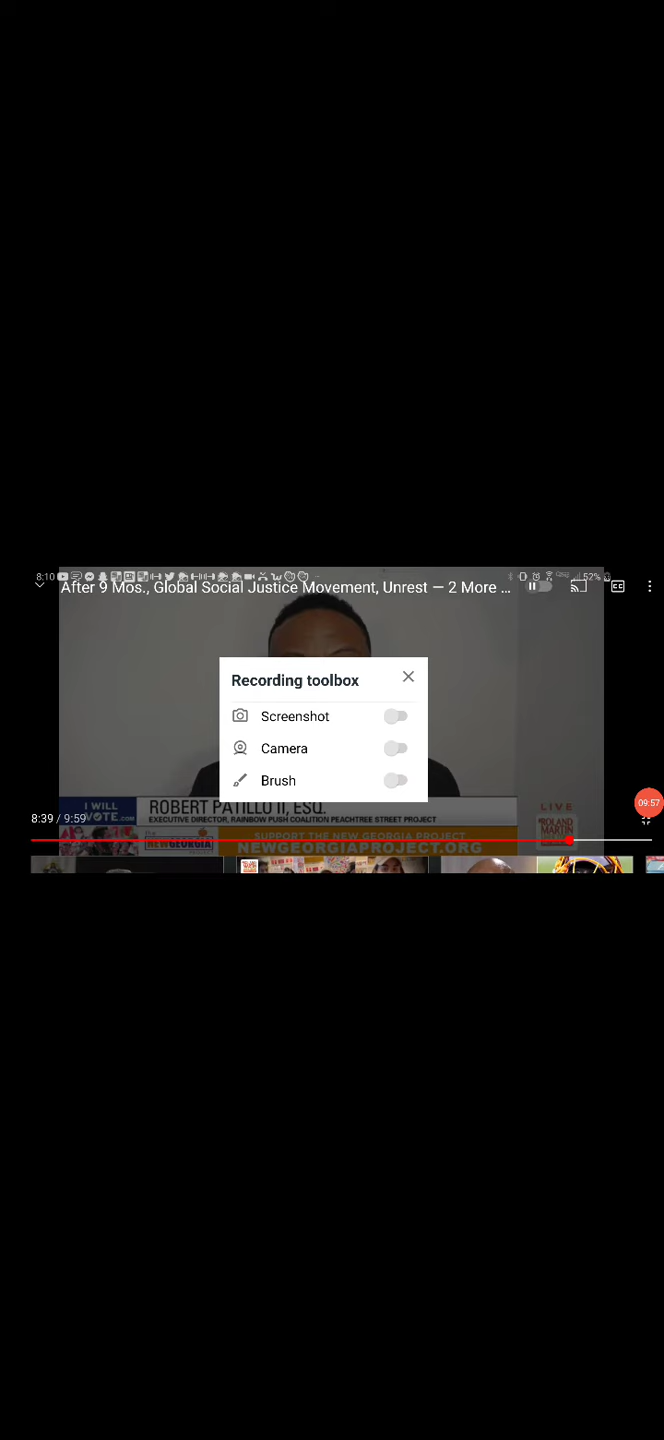 8:10
52%
After 9 Mos., Global Social Justice Movement, Unrest — 2 More ...
Recording toolbox
Screenshot
Camera
Brush
09:57
8:39 / 9:59
I WILL
VOTE.COM
ROBERT PATILLO II, ESQ.
EXECUTIVE DIRECTOR, RAINBOW PUSH COALITION PEACHTREE STREET PROJECT
LIVE
ROLAND
MARTIN
NEWGEORGIA
SUPPORT THE NEW GEORGIA PROJECT
NEWGEORGIAPROJECT.ORG